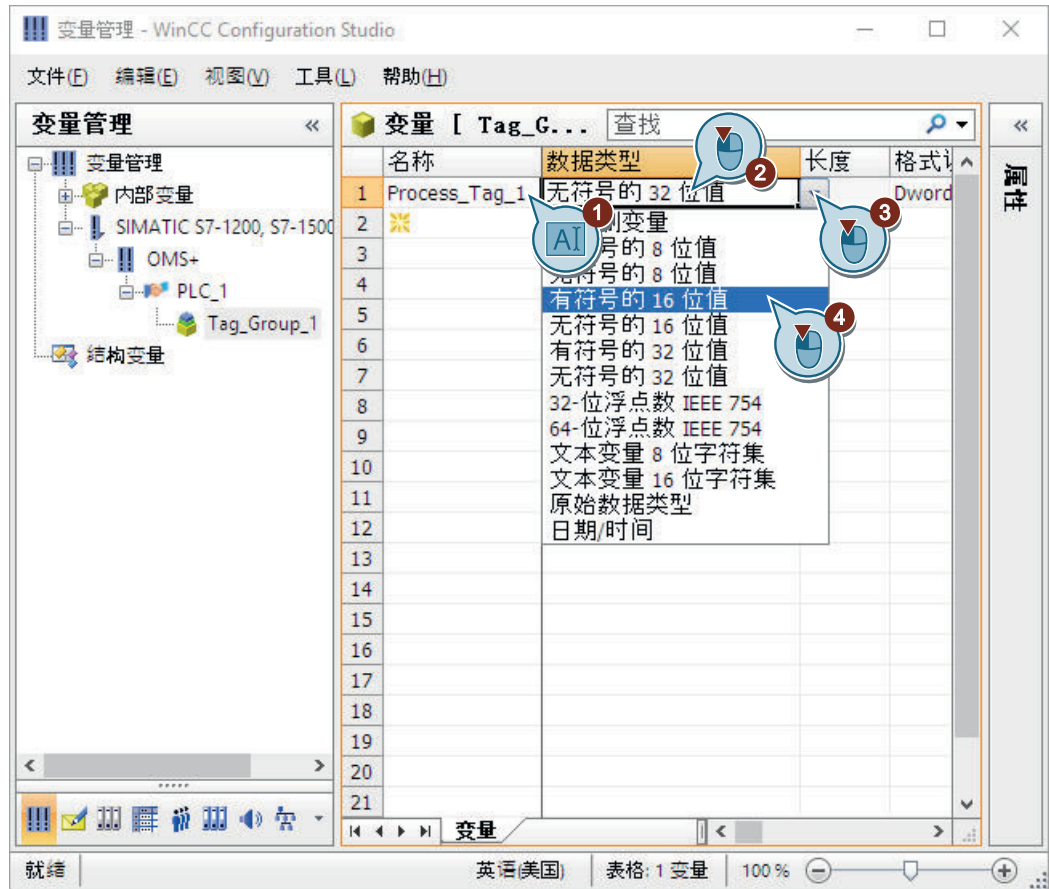 变量管理 - WinCC Configuration Studio
文件(F) 编辑(E) 视图(V) 工具(L) 帮助(H)
变量管理 «
变量管理
内部变量
SIMATIC S7-1200, S7-1500
OMS+
PLC_1
Tag_Group_1
结构变量
变量 [ Tag_G... 查找
«
属性
名称 数据类型 长度
格式
1 Process_Tag_1 无符号的 32 位值 Dword
2
3
4
5
6
7
8
9
10
11
12
13
14
15
16
17
18
19
20
21
变量
号的 8 位值
无符号的 8 位值
有符号的 16 位值
无符号的 16 位值
有符号的 32 位值
无符号的 32 位值
32-位浮点数 IEEE 754
64-位浮点数 IEEE 754
文本变量 8 位字符集
文本变量 16 位字符集
原始数据类型
日期/时间
1
2
3
4
AI
变量
就绪 英语(美国) 表格: 1 变量 100 %